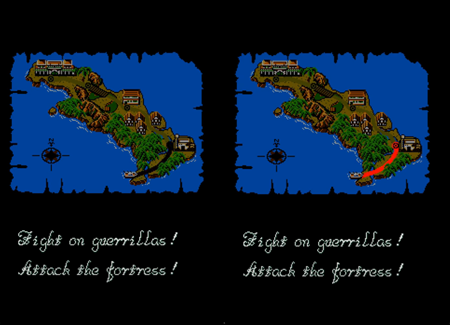 Fight on guerrillas! Fight on guerrillas!
Attack the fortress! Attack the fortress!